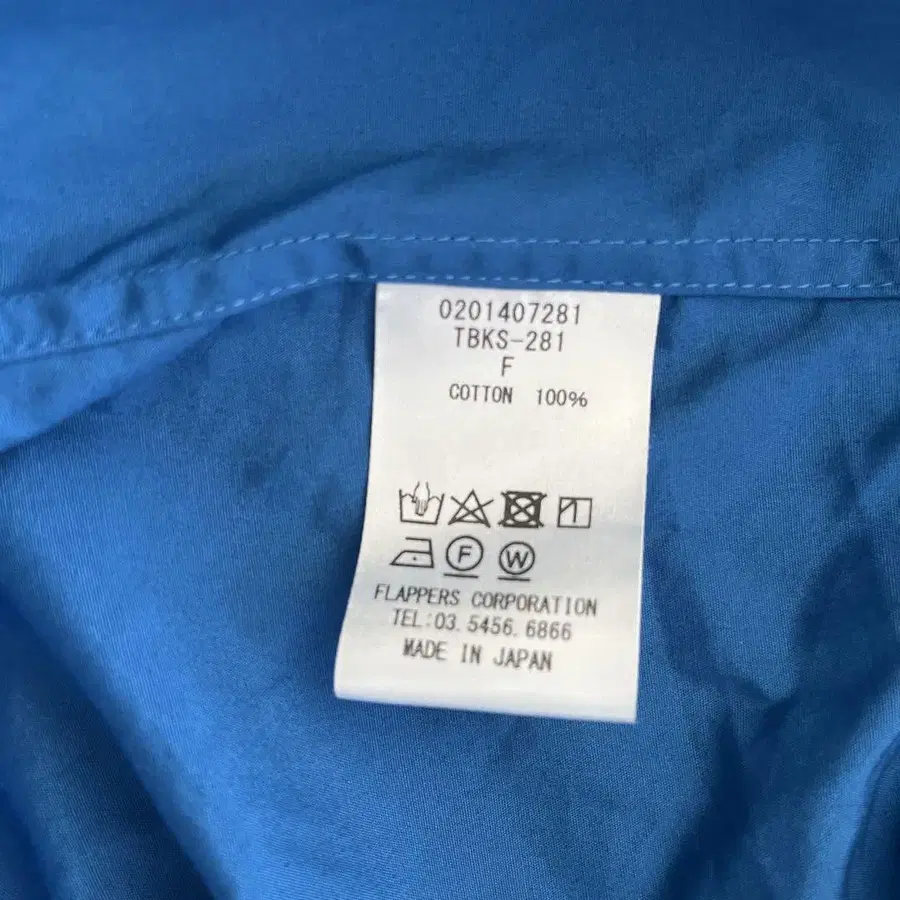 0201407281
TBKS-281
F
COTTON 100%
F W
FLAPPERS CORPORATION
TEL:03.5456.6866
MADE IN JAPAN